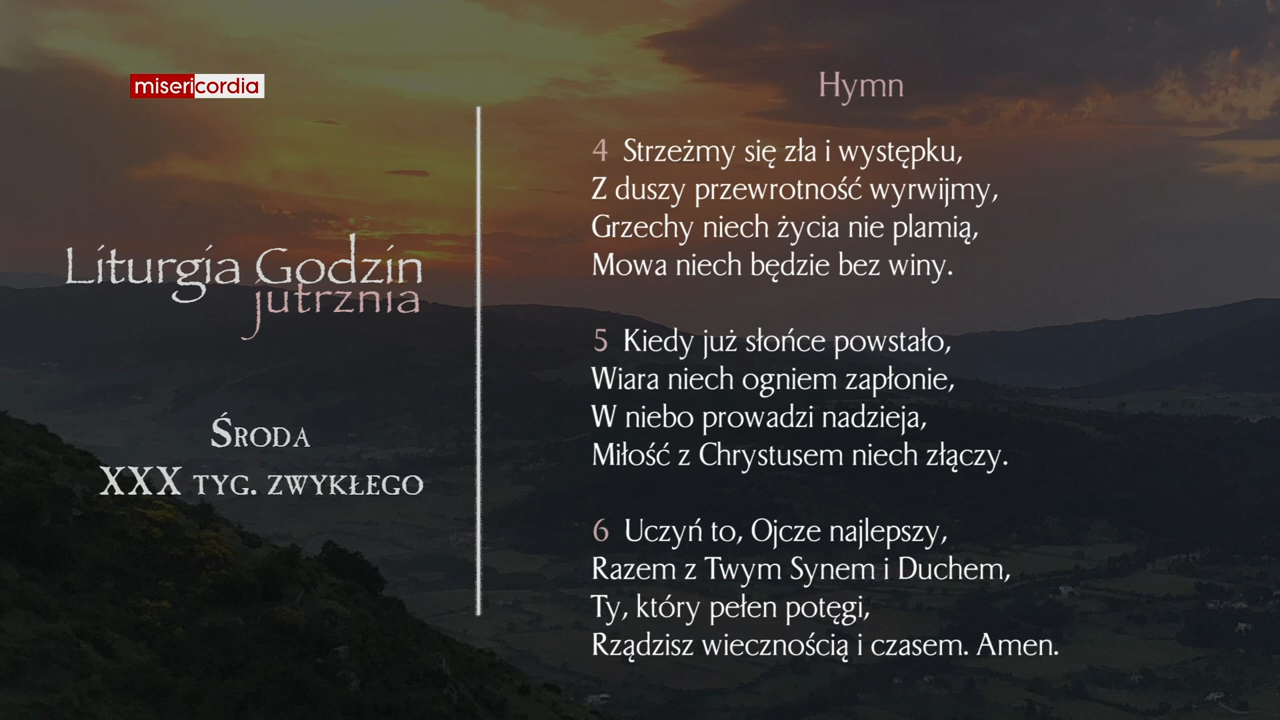 misericordia
Liturgia Godzin
jutrznia
Środa
XXX tyg. zwykłego
Hymn
4 Strzeżmy się zła i występku,
Z duszy przewrotność wyrwijmy,
Grzechy niech życia nie plamią,
Mowa niech będzie bez winy.
5 Kiedy już słońce powstało,
Wiara niech ogniem zapłonie,
W niebo prowadzi nadzieja,
Miłość z Chrystusem niech złączy.
6 Uczyń to, Ojcze najlepszy,
Razem z Twym Synem i Duchem,
Ty, który pełen potęgi,
Rządzisz wiecznością i czasem. Amen.